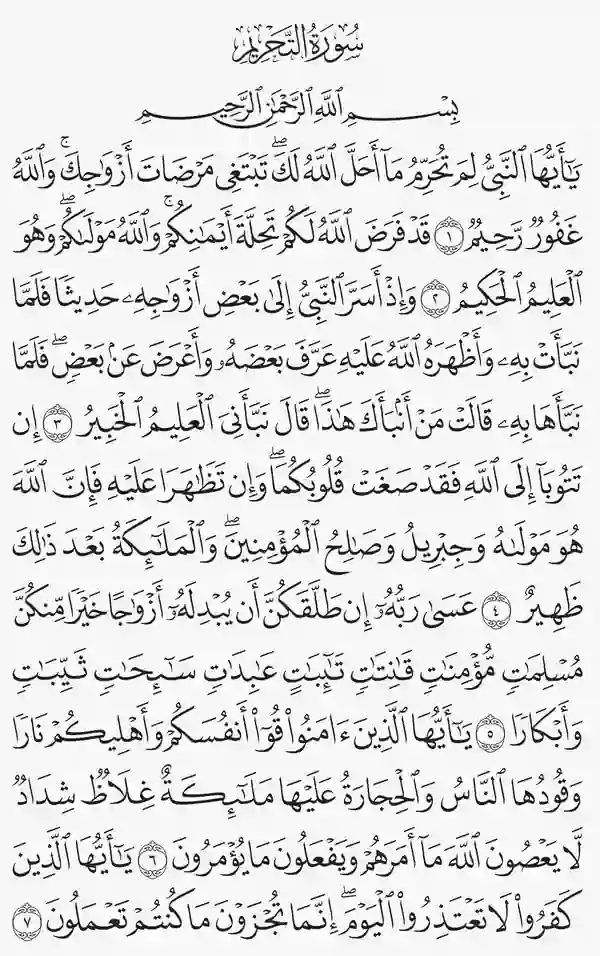 سُورَةُ التَّحْرِيمِ
بِسْمِ ٱللَّهِ ٱلرَّحْمَٰنِ ٱلرَّحِيمِ
يَٰٓأَيُّهَا ٱلنَّبِىُّ لِمَ تُحَرِّمُ مَآ أَحَلَّ ٱللَّهُ لَكَ ۖ تَبْتَغِى مَرْضَاتَ أَزْوَٰجِكَ ۚ وَٱللَّهُ
غَفُورٌ رَّحِيمٌ ١ قَدْ فَرَضَ ٱللَّهُ لَكُمْ تَحِلَّةَ أَيْمَٰنِكُمْ ۚ وَٱللَّهُ مَوْلَىٰكُمْ ۖ وَهُوَ
ٱلْعَلِيمُ ٱلْحَكِيمُ ٢ وَإِذْ أَسَرَّ ٱلنَّبِىُّ إِلَىٰ بَعْضِ أَزْوَٰجِهِۦ حَدِيثًا فَلَمَّا
نَبَّأَتْ بِهِۦ وَأَظْهَرَهُ ٱللَّهُ عَلَيْهِ عَرَّفَ بَعْضَهُۥ وَأَعْرَضَ عَنۢ بَعْضٍ ۖ فَلَمَّا
نَبَّأَهَا بِهِۦ قَالَتْ مَنْ أَنۢبَأَكَ هَٰذَا ۖ قَالَ نَبَّأَنِىَ ٱلْعَلِيمُ ٱلْخَبِيرُ ٣ إِن
تَتُوبَآ إِلَى ٱللَّهِ فَقَدْ صَغَتْ قُلُوبُكُمَا ۖ وَإِن تَظَٰهَرَا عَلَيْهِ فَإِنَّ ٱللَّهَ
هُوَ مَوْلَىٰهُ وَجِبْرِيلُ وَصَٰلِحُ ٱلْمُؤْمِنِينَ ۖ وَٱلْمَلَٰٓئِكَةُ بَعْدَ ذَٰلِكَ
ظَهِيرٌ ٤ عَسَىٰ رَبُّهُۥٓ إِن طَلَّقَكُنَّ أَن يُبْدِلَهُۥٓ أَزْوَٰجًا خَيْرًا مِّنكُنَّ
مُسْلِمَٰتٍ مُّؤْمِنَٰتٍ قَٰنِتَٰتٍ تَٰٓئِبَٰتٍ عَٰبِدَٰتٍ سَٰٓئِحَٰتٍ ثَيِّبَٰتٍ
وَأَبْكَارًا ٥ يَٰٓأَيُّهَا ٱلَّذِينَ ءَامَنُوا۟ قُوٓا۟ أَنفُسَكُمْ وَأَهْلِيكُمْ نَارًا
وَقُودُهَا ٱلنَّاسُ وَٱلْحِجَارَةُ عَلَيْهَا مَلَٰٓئِكَةٌ غِلَاظٌ شِدَادٌ
لَّا يَعْصُونَ ٱللَّهَ مَآ أَمَرَهُمْ وَيَفْعَلُونَ مَا يُؤْمَرُونَ ٦ يَٰٓأَيُّهَا ٱلَّذِينَ
كَفَرُوا۟ لَا تَعْتَذِرُوا۟ ٱلْيَوْمَ ۖ إِنَّمَا تُجْزَوْنَ مَا كُنتُمْ تَعْمَلُونَ ٧